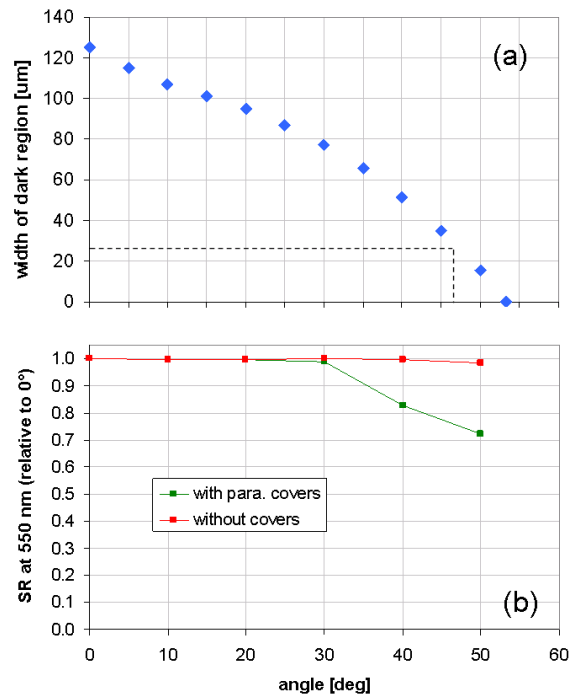 (a)
width of dark region [um]
140
120
100
80
60
40
20
0
(b)
SR at 550 nm (relative to 0°)
1.0
0.9
0.8
0.7
0.6
0.5
0.4
0.3
0.2
0.1
0.0
with para. covers
without covers
0 10 20 30 40 50 60
angle [deg]